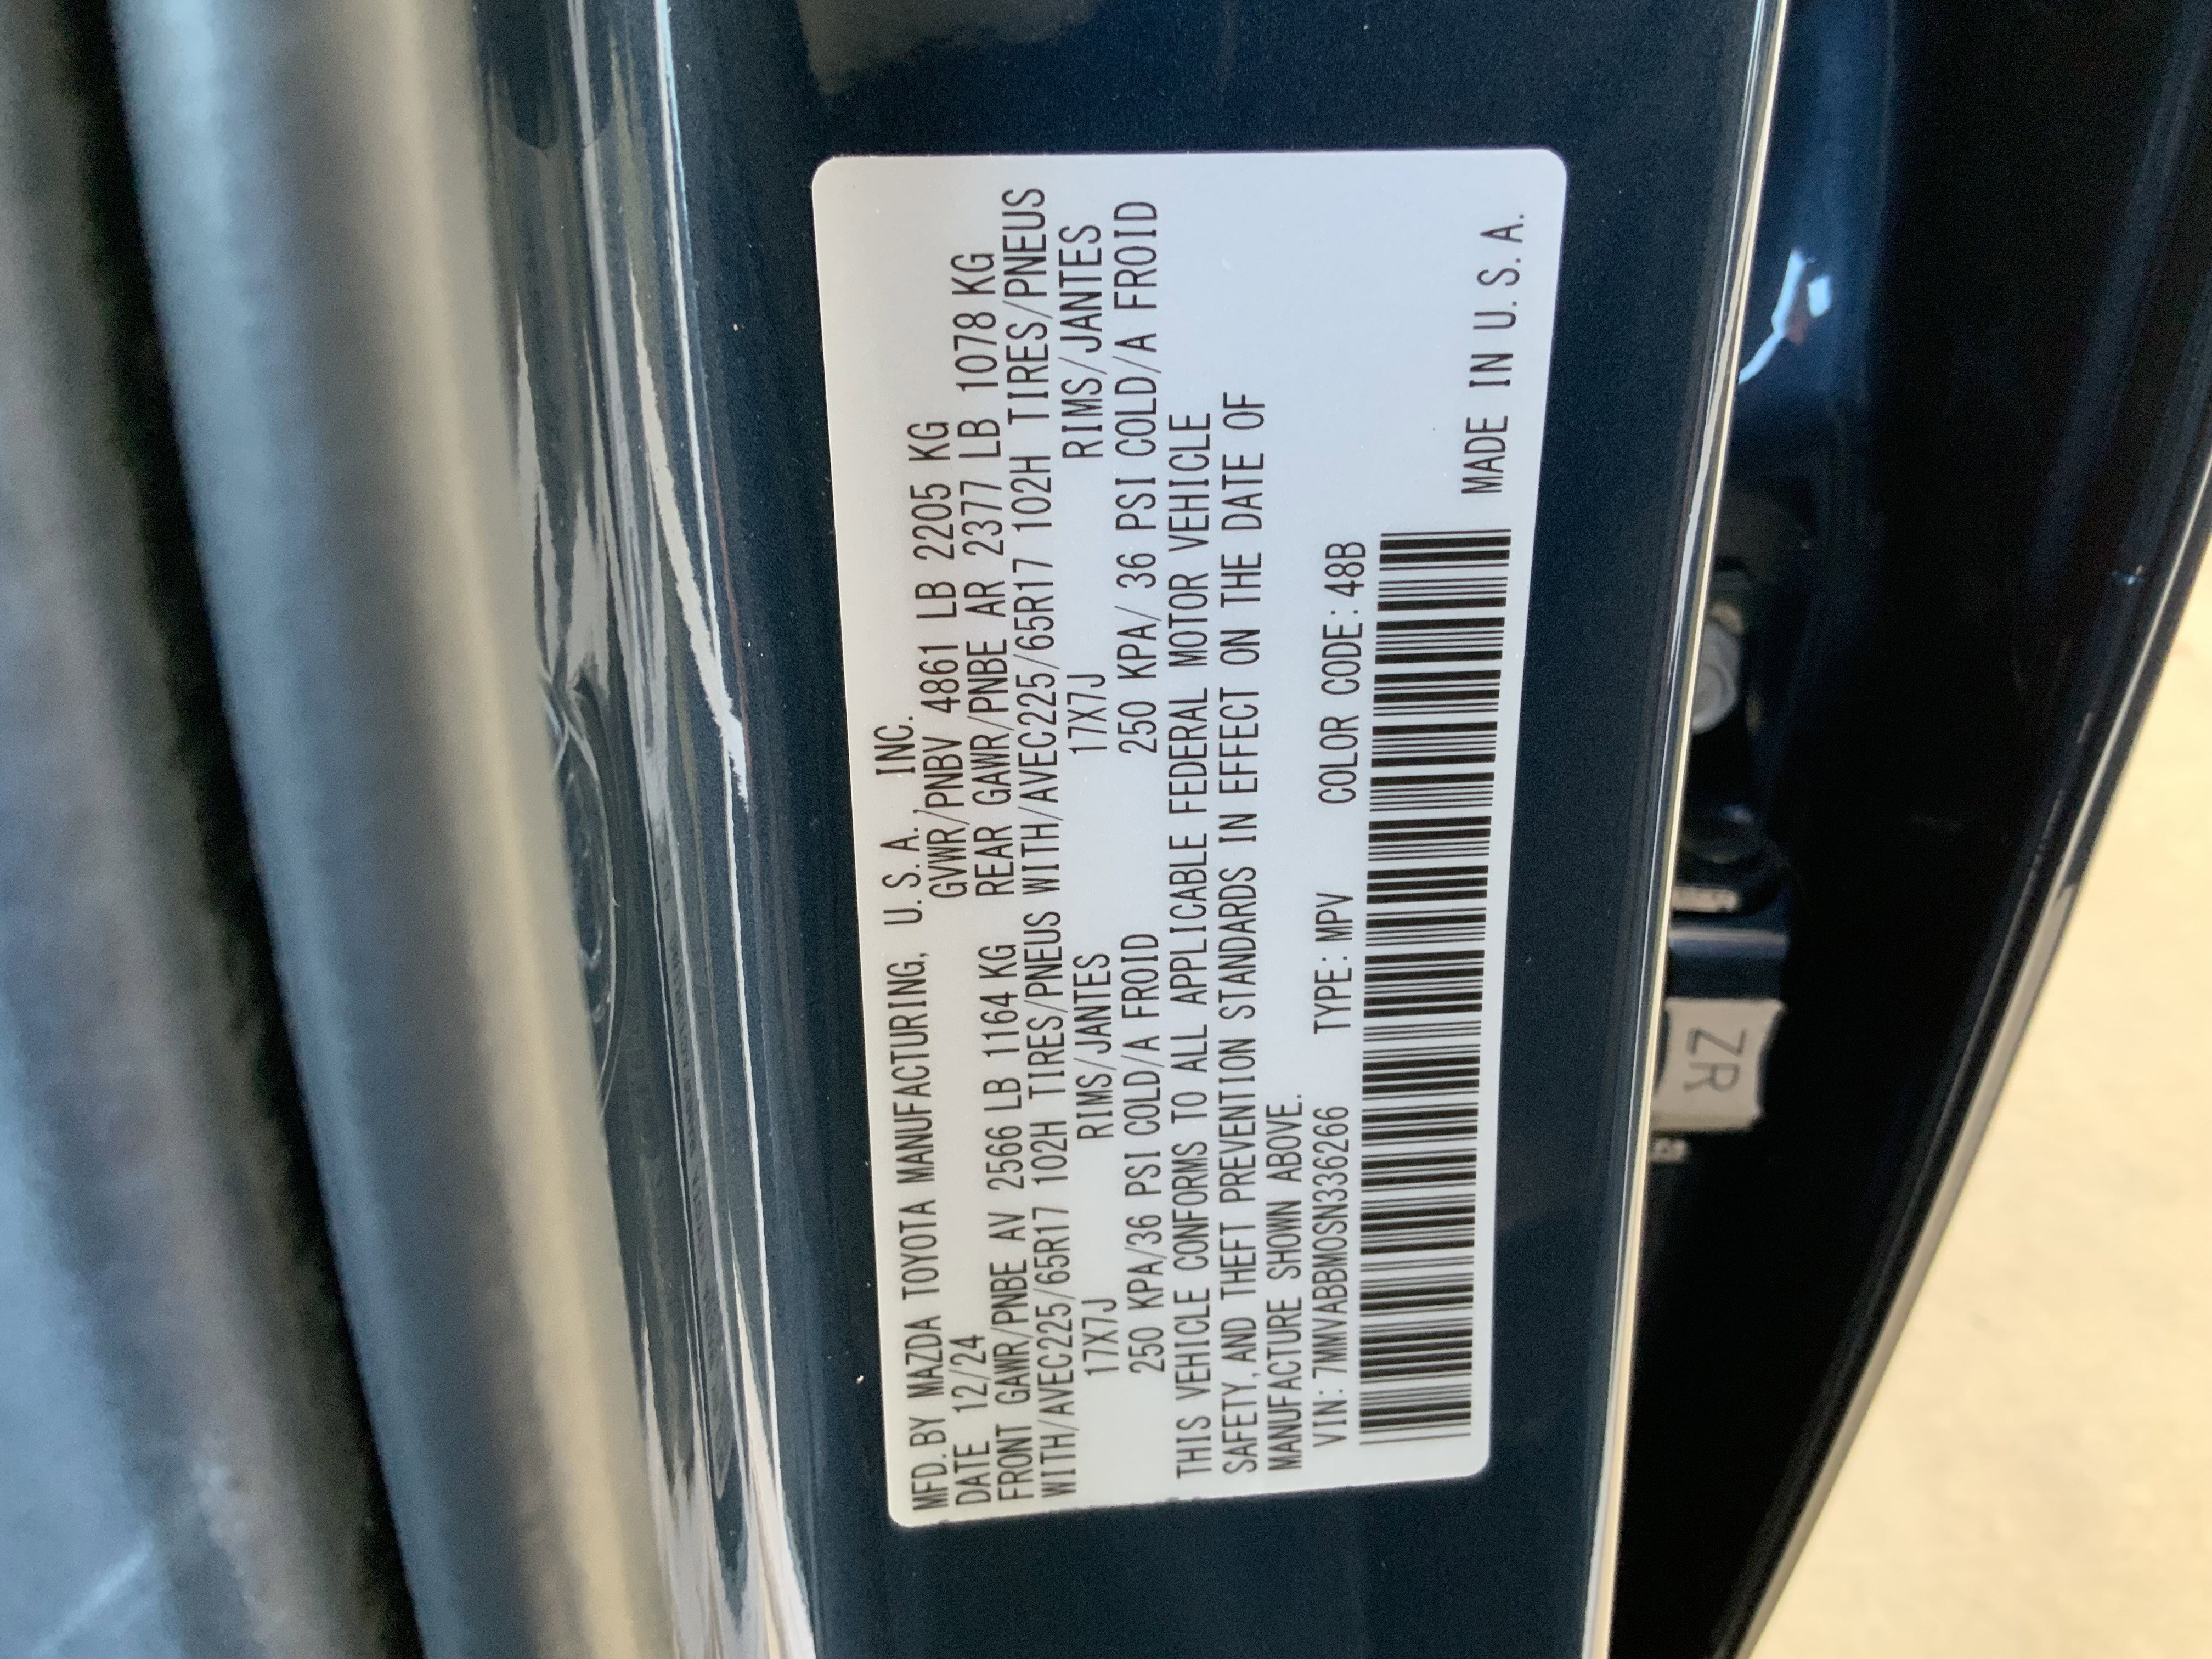 MFD. BY MAZDA TOYOTA MANUFACTURING, U.S.A. INC.
DATE 12/24 GVWR/PNBV 4861 LB 2205 KG
FRONT GAWR/PNBE AV 2566 LB 1164 KG REAR GAWR/PNBE AR 2377 LB 1078 KG
WITH/AVEC225/65R17 102H TIRES/PNEUS WITH/AVEC225/65R17 102H TIRES/PNEUS
17X7J RIMS/JANTES 17X7J RIMS/JANTES
250 KPA/36 PSI COLD/A FROID 250 KPA/ 36 PSI COLD/A FROID
THIS VEHICLE CONFORMS TO ALL APPLICABLE FEDERAL MOTOR VEHICLE
SAFETY, AND THEFT PREVENTION STANDARDS IN EFFECT ON THE DATE OF
MANUFACTURE SHOWN ABOVE.
VIN: 7MMVABBM0SN336266 TYPE: MPV COLOR CODE: 48B
MADE IN U.S.A.
ZR